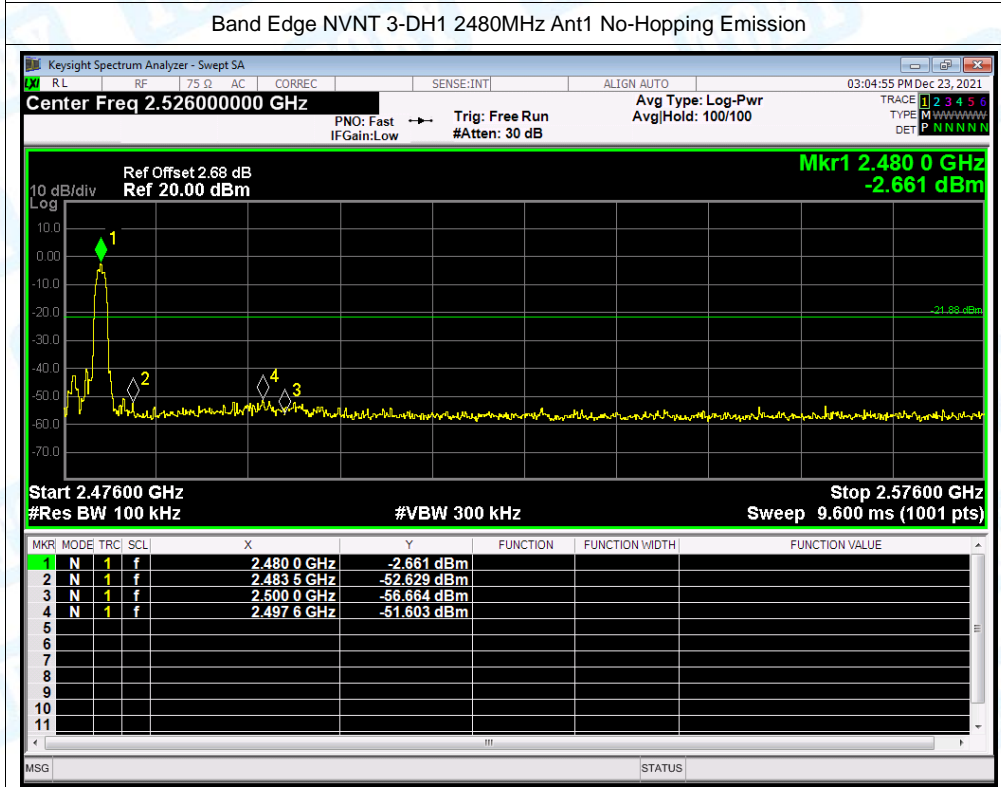 Band Edge NVNT 3-DH1 2480MHz Ant1 No-Hopping Emission
Keysight Spectrum Analyzer - Swept SA
LXI RL RF 75 Ω AC CORREC SENSE:INT ALIGN AUTO 03:04:55 PM Dec 23, 2021
Center Freq 2.526000000 GHz
PNO: Fast
IFGain:Low
Trig: Free Run
#Atten: 30 dB
Avg Type: Log-Pwr
Avg|Hold: 100/100
TRACE 1 2 3 4 5 6
TYPE M WWWWW
DET P N N N N N
Mkr1 2.480 0 GHz
-2.661 dBm
Ref Offset 2.68 dB
10 dB/div Ref 20.00 dBm
Log
10.0
0.00
-10.0
-20.0
-30.0
-40.0
-50.0
-60.0
-70.0
1
2
4
3
-21.88 dBm
Start 2.47600 GHz Stop 2.57600 GHz
#Res BW 100 kHz #VBW 300 kHz Sweep 9.600 ms (1001 pts)
MKR MODE TRC SCL X Y FUNCTION FUNCTION WIDTH FUNCTION VALUE
1 N 1 f 2.480 0 GHz -2.661 dBm
2 N 1 f 2.483 5 GHz -52.629 dBm
3 N 1 f 2.500 0 GHz -56.664 dBm
4 N 1 f 2.497 6 GHz -51.603 dBm
5
6
7
8
9
10
11
MSG STATUS